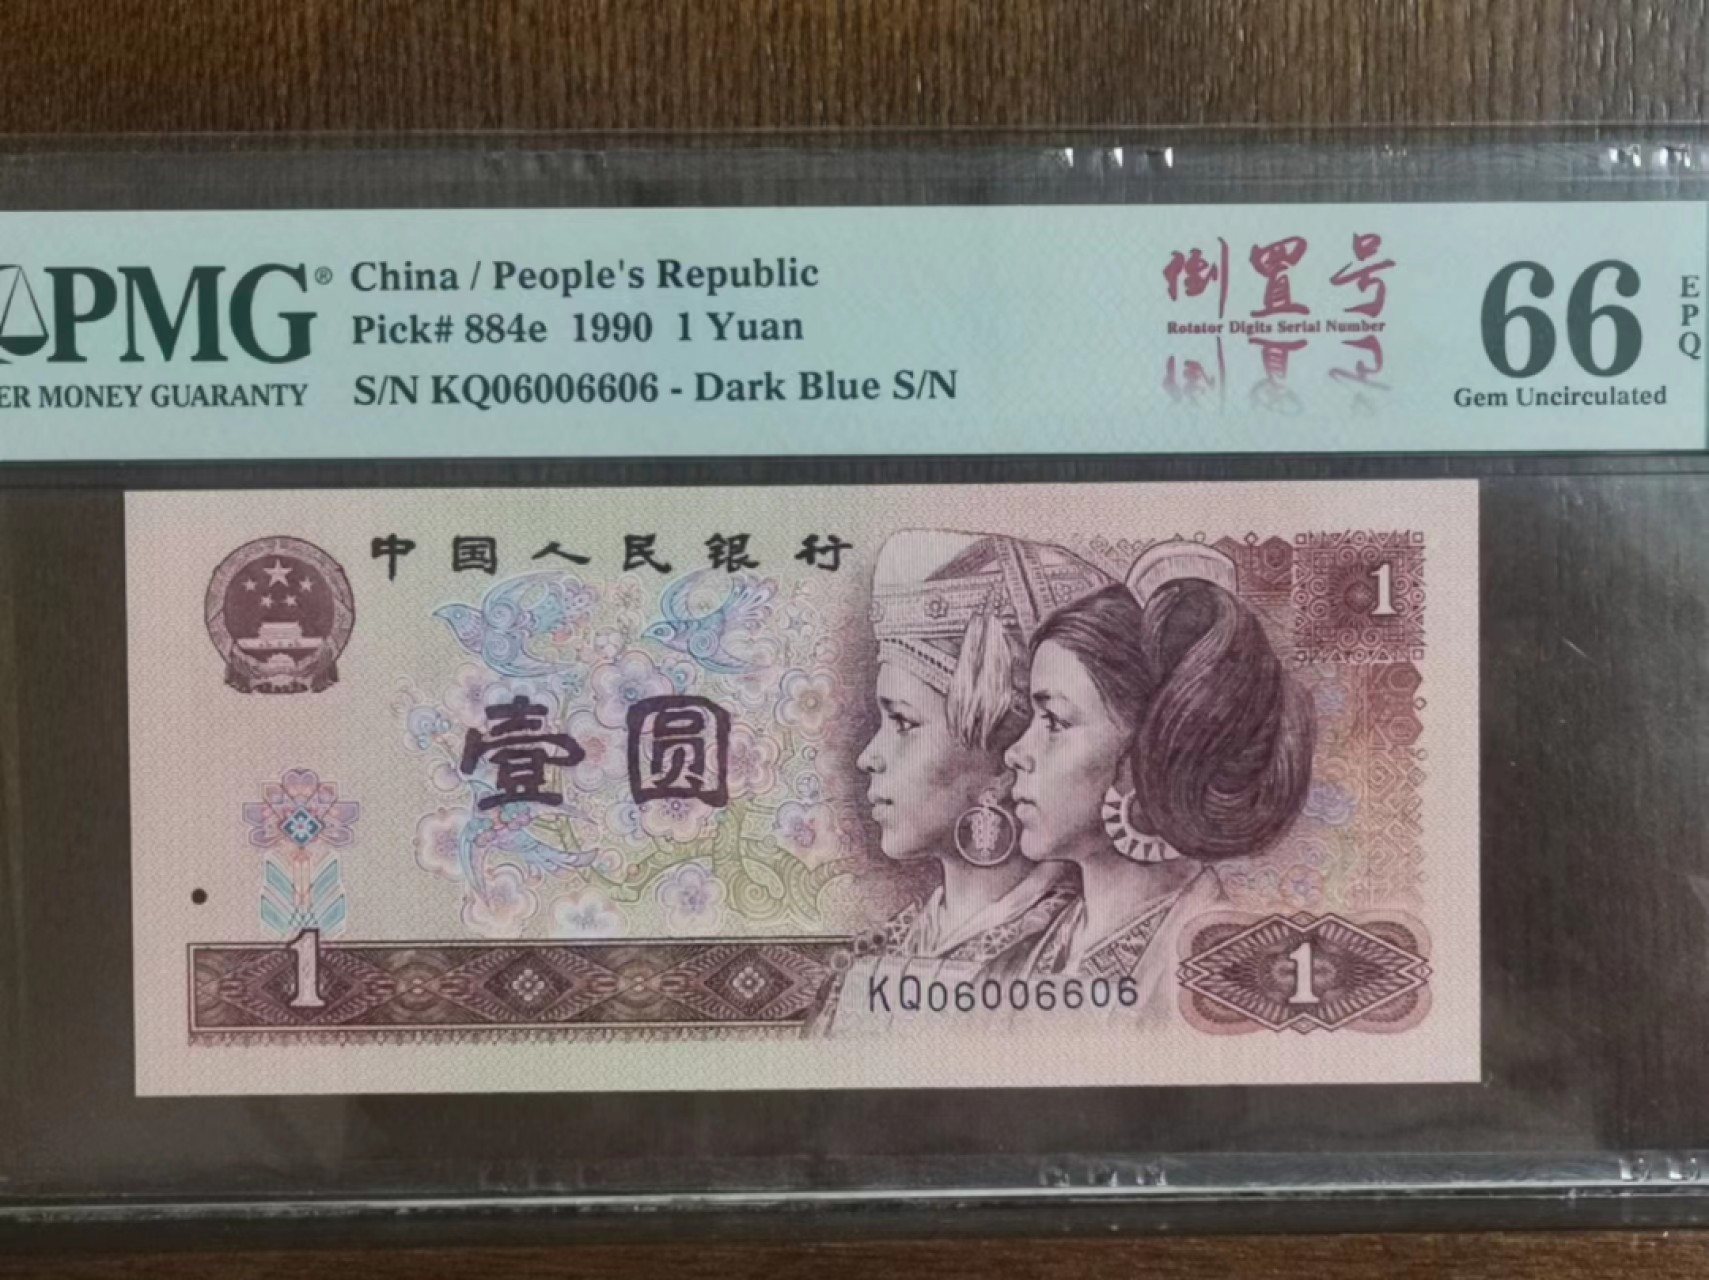 PMG®
ER MONEY GUARANTY
China / People's Republic
Pick# 884e 1990 1 Yuan
S/N KQ06006606 - Dark Blue S/N
倒置号
Rotator Digits Serial Number
66
EPQ
Gem Uncirculated
中国人民银行
1
壹圆
1
KQ06006606
1